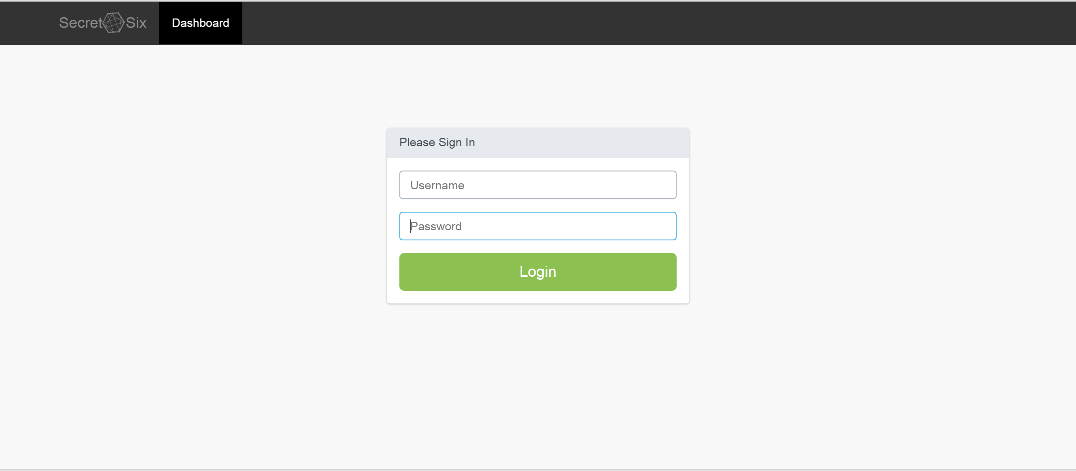 Secret Six Dashboard
Please Sign In
Username
Password
Login